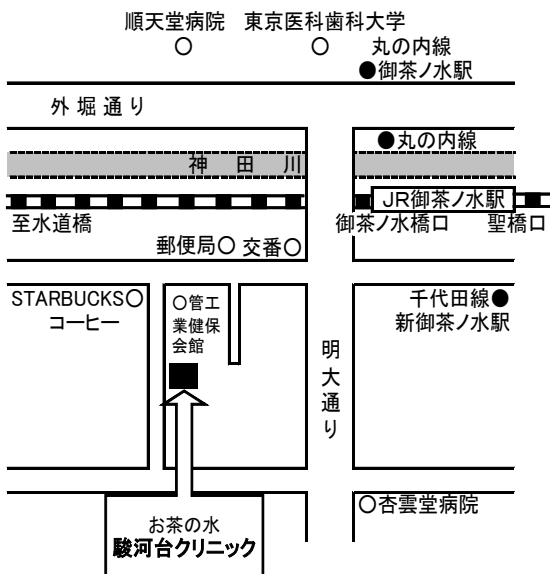 順天堂病院 東京医科歯科大学
丸の内線
御茶ノ水駅
外堀通り
丸の内線
神田川
JR御茶ノ水駅
至水道橋
御茶ノ水橋口 聖橋口
郵便局 交番
STARBUCKS
コーヒー
管工
業健保
会館
千代田線
新御茶ノ水駅
明大通り
杏雲堂病院
お茶の水
駿河台クリニック